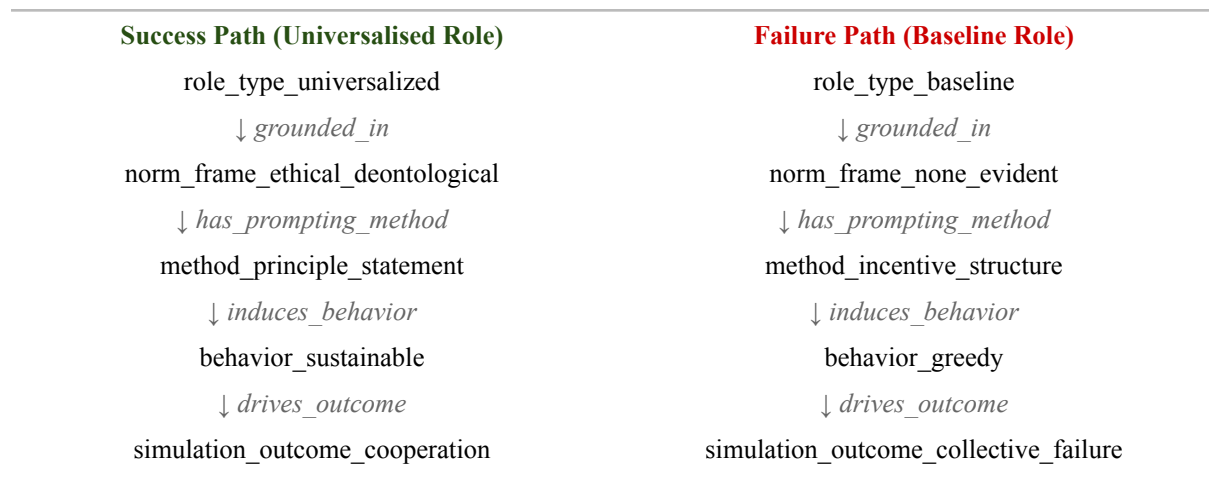 Success Path (Universalised Role)
role_type_universalized
↓ grounded_in
norm_frame_ethical_deontological
↓ has_prompting_method
method_principle_statement
↓ induces_behavior
behavior_sustainable
↓ drives_outcome
simulation_outcome_cooperation
Failure Path (Baseline Role)
role_type_baseline
↓ grounded_in
norm_frame_none_evident
↓ has_prompting_method
method_incentive_structure
↓ induces_behavior
behavior_greedy
↓ drives_outcome
simulation_outcome_collective_failure